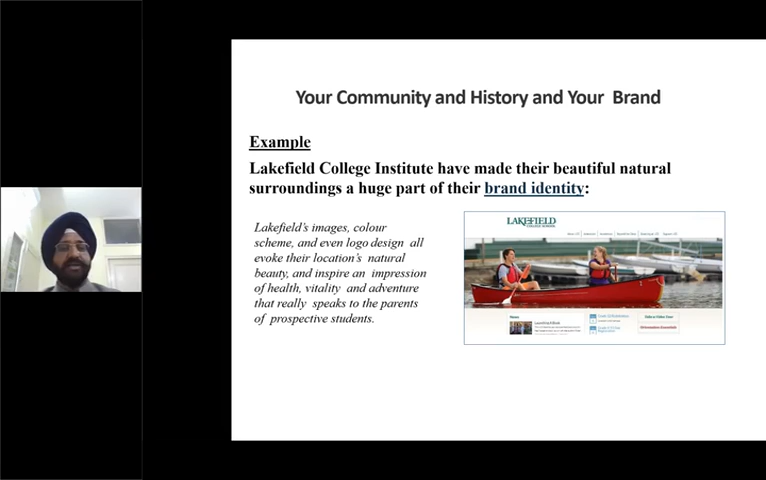 Your Community and History and Your Brand
Example
Lakefield College Institute have made their beautiful natural
surroundings a huge part of their brand identity:
Lakefield's images, colour
scheme, and even logo design all
evoke their location's natural
beauty, and inspire an impression
of health, vitality and adventure
that really speaks to the parents
of prospective students.
LAKEFIELD
COLLEGE SCHOOL
News